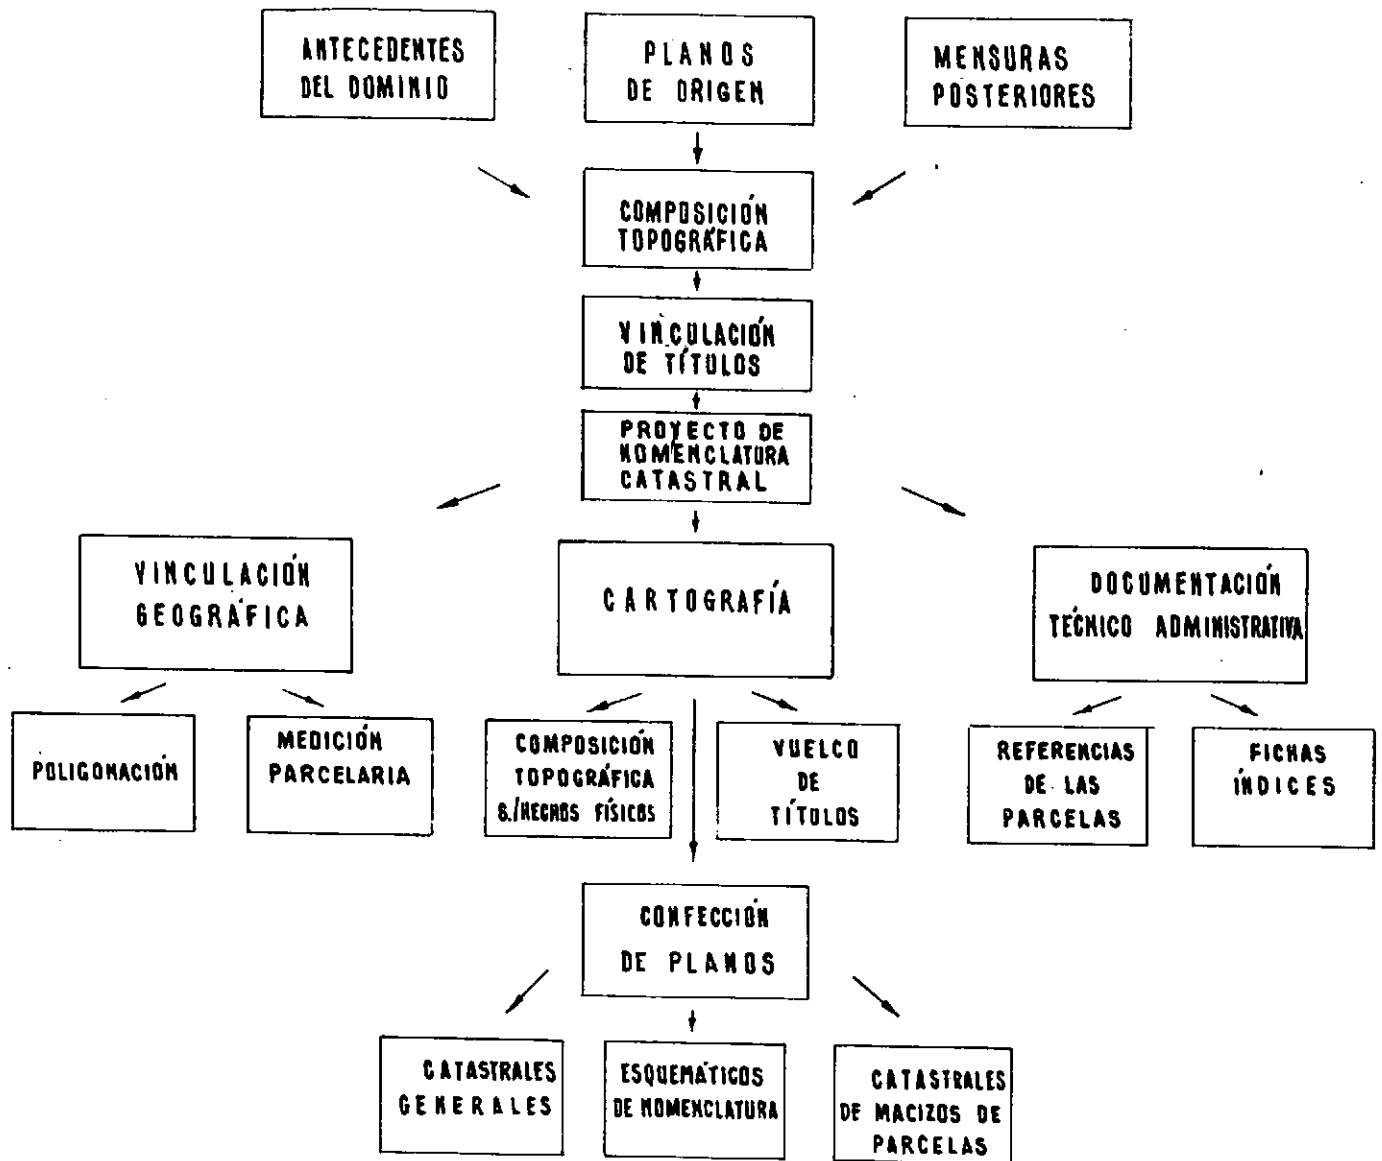 ANTECEDENTES
DEL DOMINIO
PLANOS
DE ORIGEN
MENSURAS
POSTERIORES
COMPOSICIÓN
TOPOGRÁFICA
VINCULACIÓN
DE TÍTULOS
PROYECTO DE
NOMENCLATURA
CATASTRAL
VINCULACIÓN
GEOGRÁFICA
CARTOGRAFÍA
DOCUMENTACIÓN
TÉCNICO ADMINISTRATIVA
POLIGONACIÓN
MEDICIÓN
PARCELARIA
COMPOSICIÓN
TOPOGRÁFICA
S./HECHOS FÍSICOS
VUELCO
DE
TÍTULOS
REFERENCIAS
DE LAS
PARCELAS
FICHAS
ÍNDICES
CONFECCIÓN
DE PLANOS
CATASTRALES
GENERALES
ESQUEMÁTICOS
DE NOMENCLATURA
CATASTRALES
DE MACIZOS DE
PARCELAS